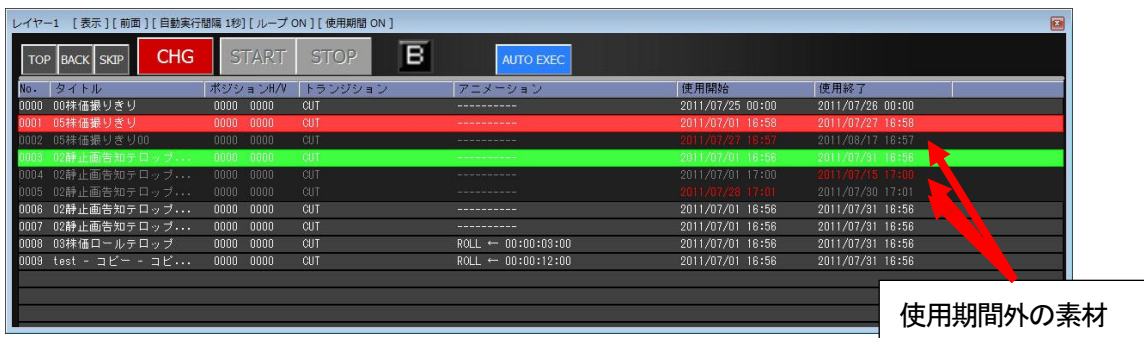 レイヤー1 [ 表示 ] [ 前面 ] [ 自動実行間隔 1秒] [ ループ ON ] [ 使用期間 ON ]
TOP BACK SKIP CHG START STOP B AUTO EXEC
No. タイトル ポジションH/V トランジション アニメーション 使用開始 使用終了
0000 00株価撮りきり 0000 0000 CUT ---------- 2011/07/25 00:00 2011/07/26 00:00
0001 05株価撮りきり 0000 0000 CUT ---------- 2011/07/01 16:58 2011/07/27 16:58
0002 05株価撮りきり00 0000 0000 CUT ---------- 2011/07/27 16:57 2011/08/17 16:57
0003 02静止画告知テロップ... 0000 0000 CUT ---------- 2011/07/01 16:56 2011/07/31 16:56
0004 02静止画告知テロップ... 0000 0000 CUT ---------- 2011/07/01 17:00 2011/07/15 17:00
0005 02静止画告知テロップ... 0000 0000 CUT ---------- 2011/07/28 17:01 2011/07/30 17:01
0006 02静止画告知テロップ... 0000 0000 CUT ---------- 2011/07/01 16:56 2011/07/31 16:56
0007 02静止画告知テロップ... 0000 0000 CUT ---------- 2011/07/01 16:56 2011/07/31 16:56
0008 03株価ロールテロップ 0000 0000 CUT ROLL ← 00:00:03:00 2011/07/01 16:56 2011/07/31 16:56
0009 test - コピー - コピ... 0000 0000 CUT ROLL ← 00:00:12:00 2011/07/01 16:56 2011/07/31 16:56
使用期間外の素材